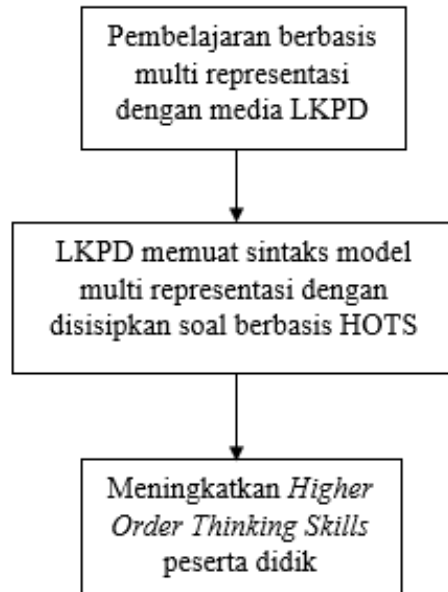 Pembelajaran berbasis
multi representasi
dengan media LKPD
LKPD memuat sintaks model
multi representasi dengan
disisipkan soal berbasis HOTS
Meningkatkan Higher
Order Thinking Skills
peserta didik